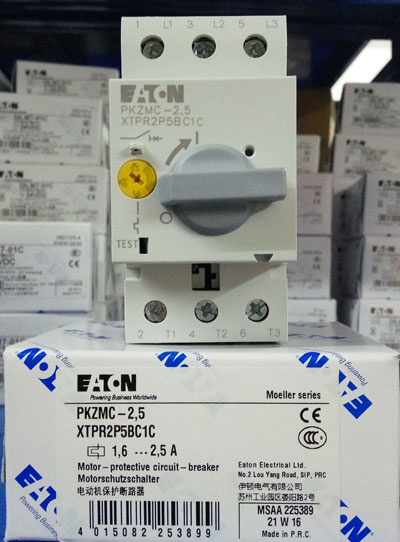 1 L1 3 L2 5 L3
EATON
PKZMC-2,5
XTPR2P5BC1C
TEST
2 T1 4 T2 6 T3
EATON
Powering Business Worldwide
Moeller series
PKZMC-2,5
XTPR2P5BC1C
1,6 ...2,5 A
Motor-protective circuit-breaker
Motorschutzschalter
电动机保护断路器
CCC
Eaton Electrical Ltd.
No.2 Lou Yang Road, SIP, PRC
伊顿电气有限公司
苏州工业园区娄阳路2号
MSAA 225389
21 W 16
Made in P.R.C.
4 015082 253899
EATON